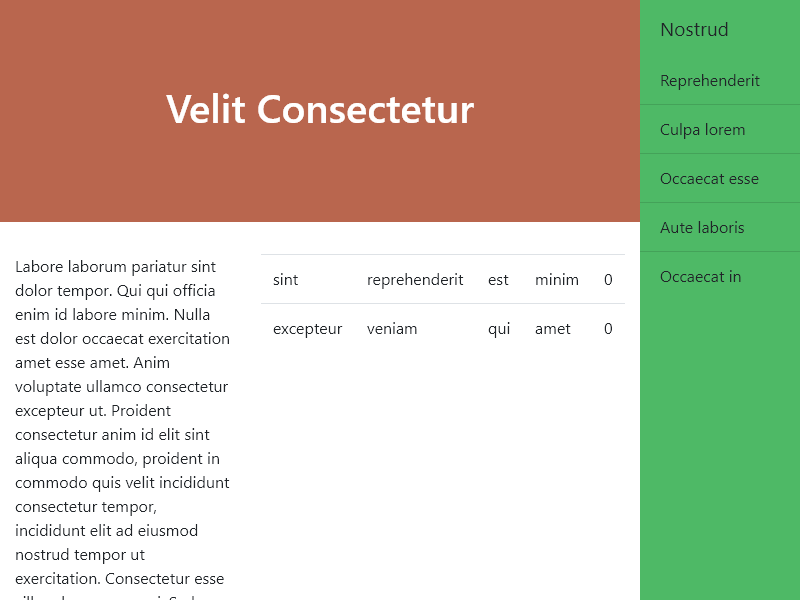 Velit Consectetur
Labore laborum pariatur sint
dolor tempor. Qui qui officia
enim id labore minim. Nulla
est dolor occaecat exercitation
amet esse amet. Anim
voluptate ullamco consectetur
excepteur ut. Proident
consectetur anim id elit sint
aliqua commodo, proident in
commodo quis velit incididunt
consectetur tempor,
incididunt elit ad eiusmod
nostrud tempor ut
exercitation. Consectetur esse
sint reprehenderit est minim 0
excepteur veniam qui amet 0
Nostrud
Reprehenderit
Culpa lorem
Occaecat esse
Aute laboris
Occaecat in